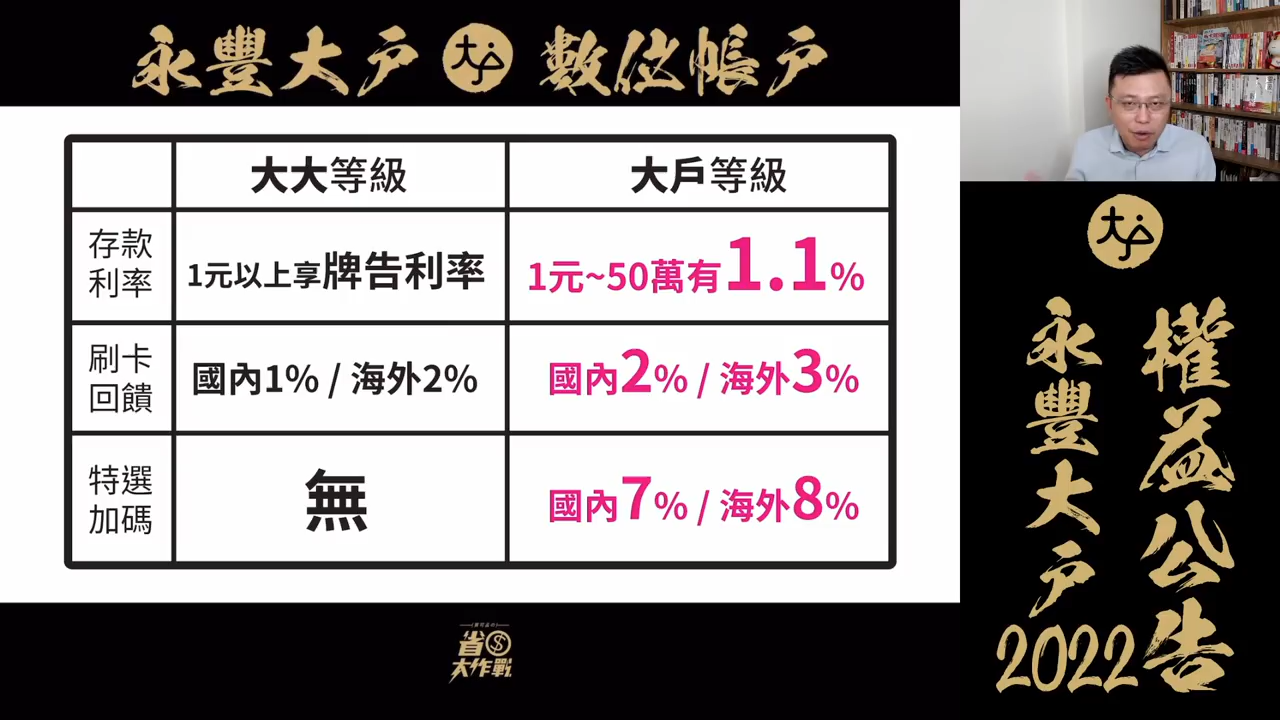 永豐大戶 大戶 數位帳戶
大大等級 大戶等級
存款利率 1元以上享牌告利率 1元~50萬有1.1%
刷卡回饋 國內1% / 海外2% 國內2% / 海外3%
特選加碼 無 國內7% / 海外8%
省$
大作戰
大戶
永豐大戶2022
權益公告